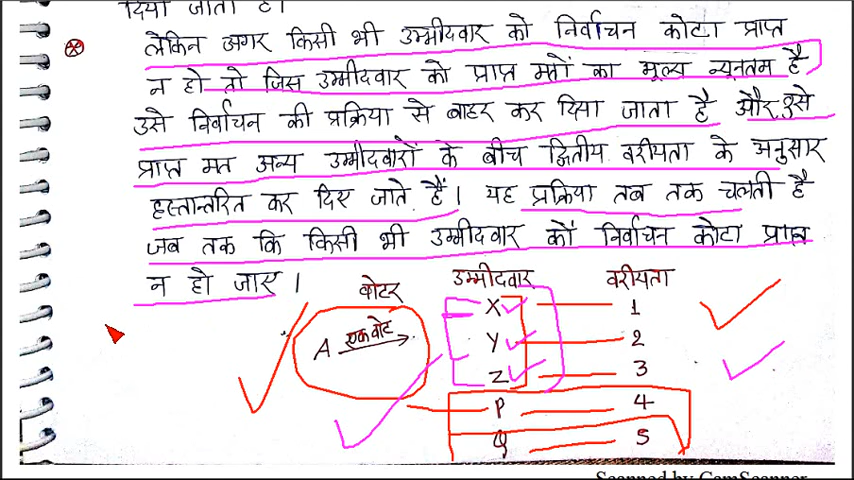 दिया जाता है।
लेकिन अगर किसी भी उम्मीदवार को निर्वाचन कोटा प्राप्त
न हो तो जिस उम्मीदवार को प्राप्त मतों का मूल्य न्यूनतम है
उसे निर्वाचन की प्रक्रिया से बाहर कर दिया जाता है और उसे
प्राप्त मत अन्य उम्मीदवारों के बीच द्वितीय वरीयता के अनुसार
हस्तान्तरित कर दिए जाते हैं। यह प्रक्रिया तब तक चलती है
जब तक कि किसी भी उम्मीदवार को निर्वाचन कोटा प्राप्त
न हो जाए।
वोटर उम्मीदवार वरीयता
X 1
A एक वोट Y 2
Z 3
P 4
Q 5
Scanned by CamScanner